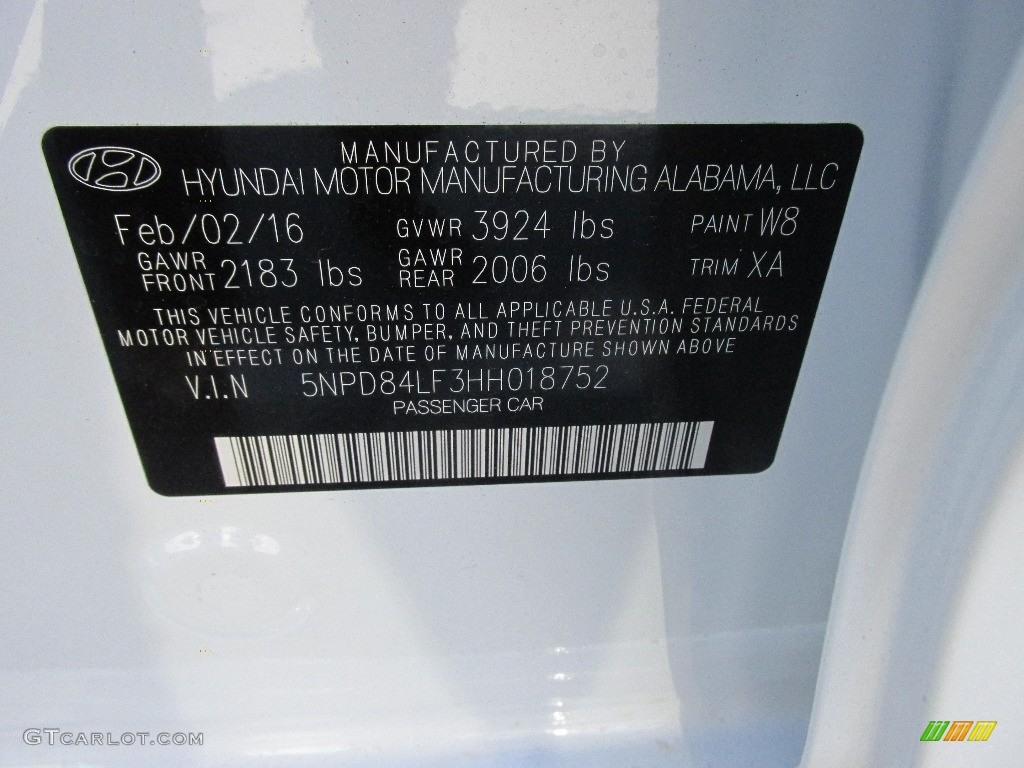 MANUFACTURED BY
HYUNDAI MOTOR MANUFACTURING ALABAMA, LLC
Feb/02/16 GVWR 3924 lbs PAINT W8
GAWR FRONT 2183 lbs GAWR REAR 2006 lbs TRIM XA
THIS VEHICLE CONFORMS TO ALL APPLICABLE U.S.A. FEDERAL
MOTOR VEHICLE SAFETY, BUMPER, AND THEFT PREVENTION STANDARDS
IN EFFECT ON THE DATE OF MANUFACTURE SHOWN ABOVE
V.I.N 5NPD84LF3HH018752
PASSENGER CAR
GTCARLOT.COM